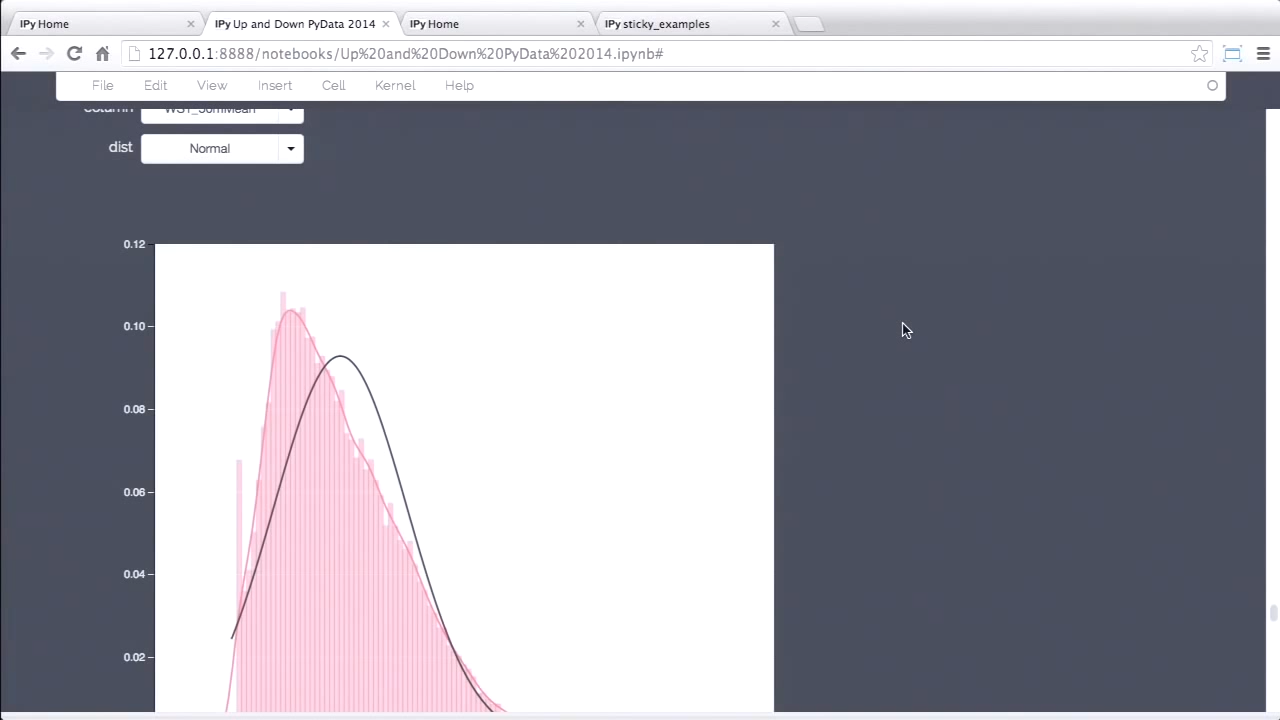 IPy Home
IPy Up and Down PyData 2014
IPy Home
IPy sticky_examples
127.0.0.1:8888/notebooks/Up%20and%20Down%20PyData%202014.ipynb#
File Edit View Insert Cell Kernel Help
column
dist Normal
0.12
0.10
0.08
0.06
0.04
0.02